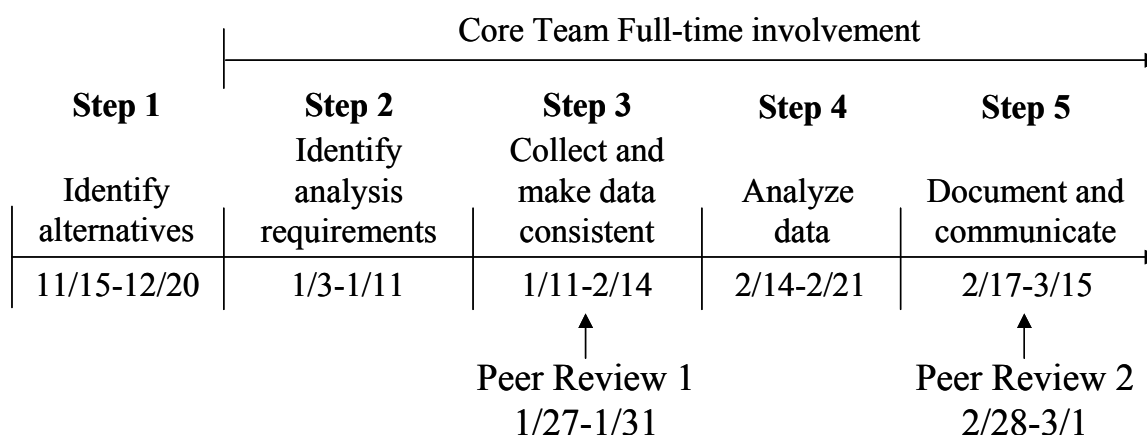 Core Team Full-time involvement
Step 1
Identify
alternatives
11/15-12/20
Step 2
Identify
analysis
requirements
1/3-1/11
Step 3
Collect and
make data
consistent
1/11-2/14
Step 4
Analyze
data
2/14-2/21
Step 5
Document and
communicate
2/17-3/15
Peer Review 1
1/27-1/31
Peer Review 2
2/28-3/1